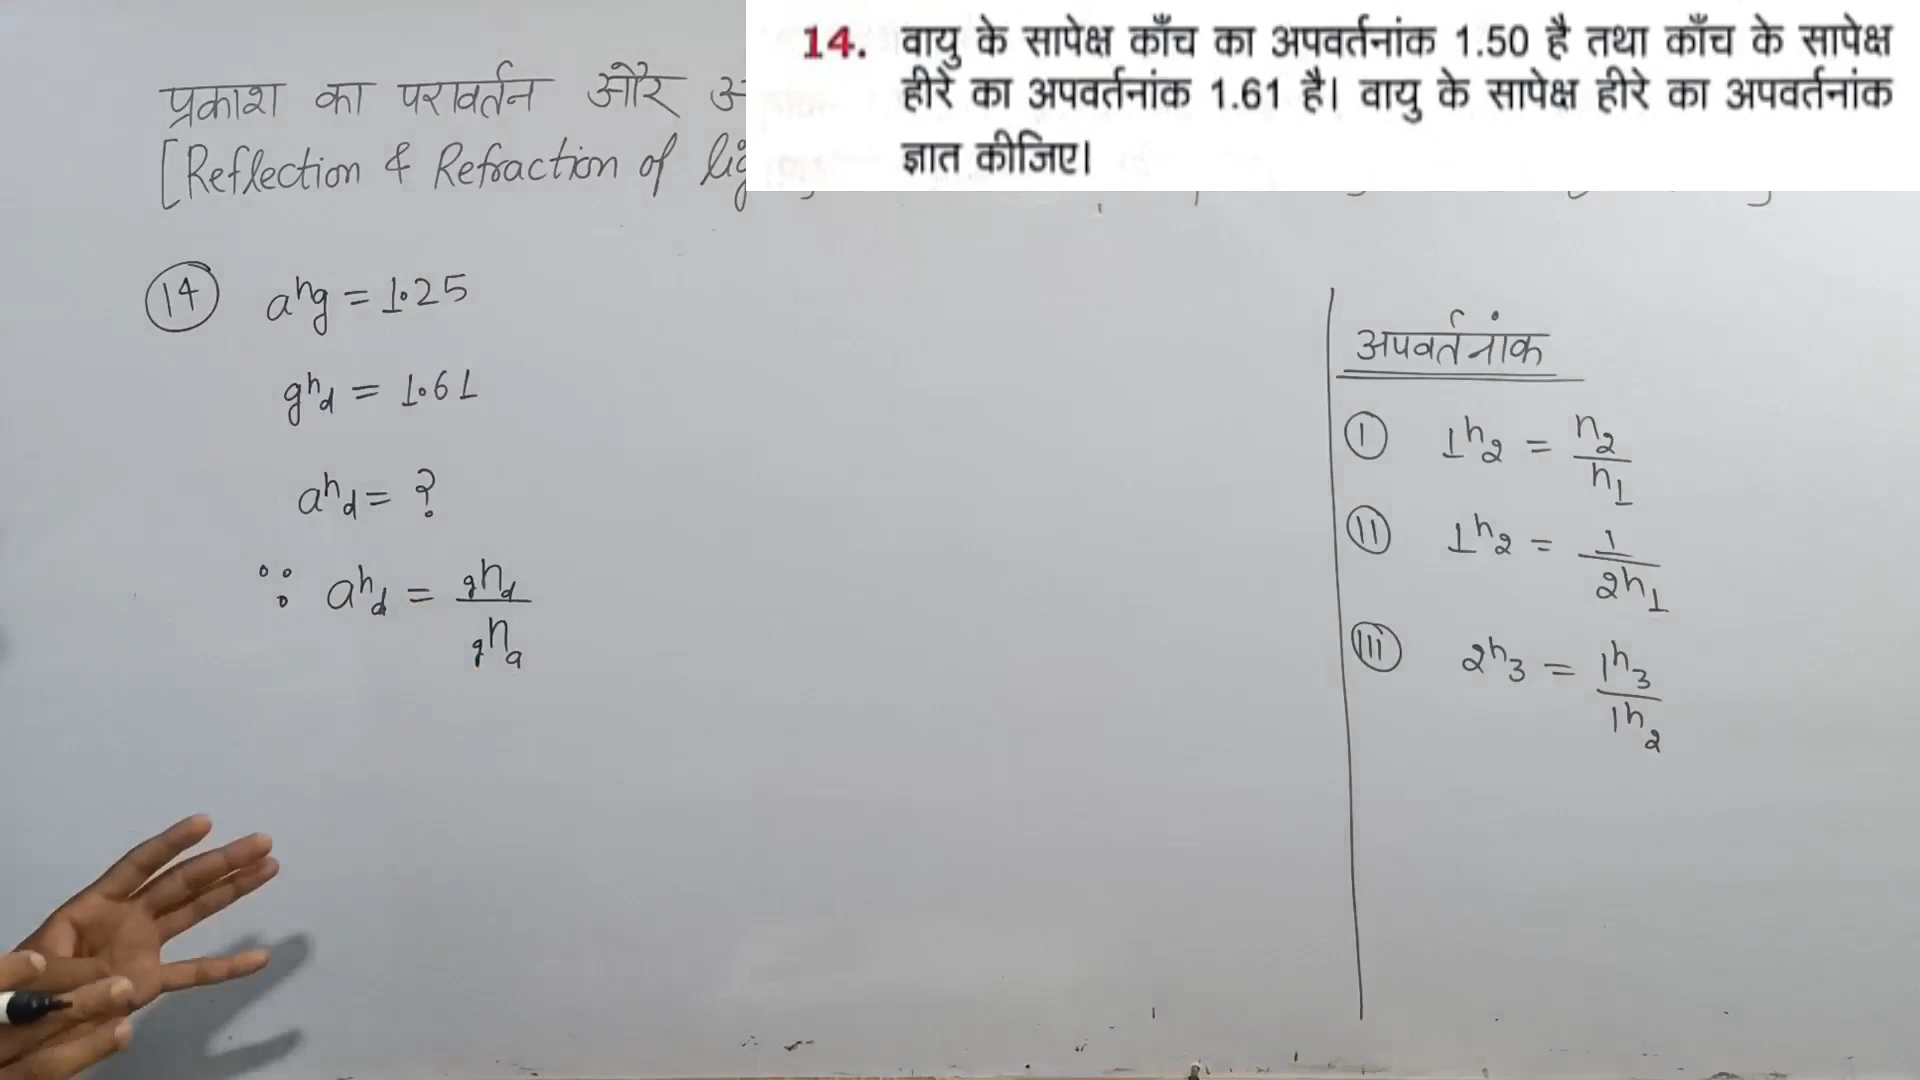 14. वायु के सापेक्ष काँच का अपवर्तनांक 1.50 है तथा काँच के सापेक्ष
हीरे का अपवर्तनांक 1.61 है। वायु के सापेक्ष हीरे का अपवर्तनांक
ज्ञात कीजिए।
प्रकाश का परावर्तन और
[Reflection & Refraction of
14 ang = 1.25
gnd = 1.61
and = ?
∵ and = gnd / gna
अपवर्तनांक
I 1n2 = n2 / n1
II 1n2 = 1 / 2n1
III 2n3 = 1n3 / 1n2